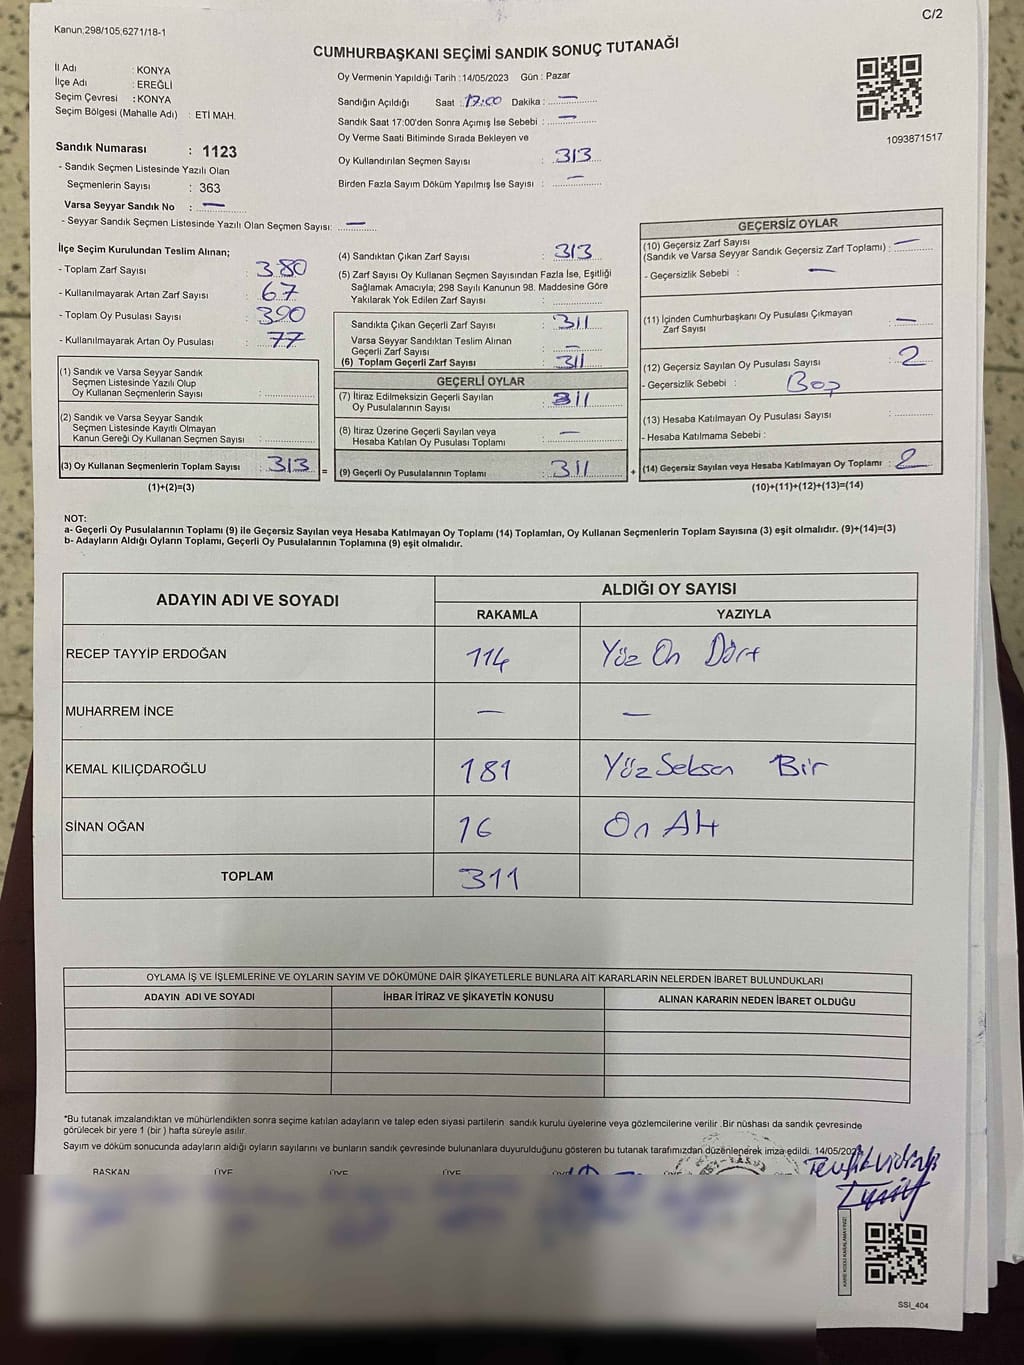 C/2
Kanun,298/105,6271/18-1
CUMHURBAŞKANI SEÇİMİ SANDIK SONUÇ TUTANAĞI
İl Adı : KONYA
İlçe Adı : EREĞLİ
Seçim Çevresi : KONYA
Seçim Bölgesi (Mahalle Adı) : ETİ MAH.
Sandık Numarası : 1123
- Sandık Seçmen Listesinde Yazılı Olan
Seçmenlerin Sayısı : 363
Varsa Seyyar Sandık No : —
- Seyyar Sandık Seçmen Listesinde Yazılı Olan Seçmen Sayısı: —
Oy Vermenin Yapıldığı Tarih : 14/05/2023 Gün : Pazar
Sandığın Açıldığı Saat : 17:00 Dakika : —
Sandık Saat 17:00'den Sonra Açımış İse Sebebi : —
Oy Verme Saati Bitiminde Sırada Bekleyen ve
Oy Kullandırılan Seçmen Sayısı : 313
Birden Fazla Sayım Döküm Yapılmış İse Sayısı : —
1093871517
İlçe Seçim Kurulundan Teslim Alınan;
- Toplam Zarf Sayısı : 380
- Kullanılmayarak Artan Zarf Sayısı : 67
- Toplam Oy Pusulası Sayısı : 390
- Kullanılmayarak Artan Oy Pusulası : 77
(1) Sandık ve Varsa Seyyar Sandık
Seçmen Listesinde Yazılı Olup
Oy Kullanan Seçmenlerin Sayısı :
(2) Sandık ve Varsa Seyyar Sandık
Seçmen Listesinde Kayıtlı Olmayan
Kanun Gereği Oy Kullanan Seçmen Sayısı :
(3) Oy Kullanan Seçmenlerin Toplam Sayısı : 313 =
(1)+(2)=(3)
(4) Sandıktan Çıkan Zarf Sayısı : 313
(5) Zarf Sayısı Oy Kullanan Seçmen Sayısından Fazla İse, Eşitliği
Sağlamak Amacıyla; 298 Sayılı Kanunun 98. Maddesine Göre
Yakılarak Yok Edilen Zarf Sayısı :
Sandıkta Çıkan Geçerli Zarf Sayısı : 311
Varsa Seyyar Sandıktan Teslim Alınan
Geçerli Zarf Sayısı : —
(6) Toplam Geçerli Zarf Sayısı : 311
GEÇERLİ OYLAR
(7) İtiraz Edilmeksizin Geçerli Sayılan
Oy Pusulalarının Sayısı : 311
(8) İtiraz Üzerine Geçerli Sayılan veya
Hesaba Katılan Oy Pusulası Toplamı : —
(9) Geçerli Oy Pusulalarının Toplamı : 311 +
GEÇERSİZ OYLAR
(10) Geçersiz Zarf Sayısı
(Sandık ve Varsa Seyyar Sandık Geçersiz Zarf Toplamı) : —
- Geçersizlik Sebebi : —
(11) İçinden Cumhurbaşkanı Oy Pusulası Çıkmayan
Zarf Sayısı : —
(12) Geçersiz Sayılan Oy Pusulası Sayısı : 2
- Geçersizlik Sebebi : Boş
(13) Hesaba Katılmayan Oy Pusulası Sayısı :
- Hesaba Katılmama Sebebi :
(14) Geçersiz Sayılan veya Hesaba Katılmayan Oy Toplamı : 2
(10)+(11)+(12)+(13)=(14)
NOT:
a- Geçerli Oy Pusulalarının Toplamı (9) ile Geçersiz Sayılan veya Hesaba Katılmayan Oy Toplamı (14) Toplamları, Oy Kullanan Seçmenlerin Toplam Sayısına (3) eşit olmalıdır. (9)+(14)=(3)
b- Adayların Aldığı Oyların Toplamı, Geçerli Oy Pusulalarının Toplamına (9) eşit olmalıdır.
ADAYIN ADI VE SOYADI ALDIĞI OY SAYISI
RAKAMLA YAZIYLA
RECEP TAYYİP ERDOĞAN 114 Yüz On Dört
MUHARREM İNCE — —
KEMAL KILIÇDAROĞLU 181 Yüz Seksen Bir
SİNAN OĞAN 16 On Altı
TOPLAM 311
OYLAMA İŞ VE İŞLEMLERİNE VE OYLARIN SAYIM VE DÖKÜMÜNE DAİR ŞİKAYETLERLE BUNLARA AİT KARARLARIN NELERDEN İBARET BULUNDUKLARI
ADAYIN ADI VE SOYADI İHBAR İTİRAZ VE ŞİKAYETİN KONUSU ALINAN KARARIN NEDEN İBARET OLDUĞU
*Bu tutanak imzalandıktan ve mühürlendikten sonra seçime katılan adayların ve talep eden siyasi partilerin sandık kurulu üyelerine veya gözlemcilerine verilir .Bir nüshası da sandık çevresinde
görülecek bir yere 1 (bir ) hafta süreyle asılır.
Sayım ve döküm sonucunda adayların aldığı oyların sayılarını ve bunların sandık çevresinde bulunanlara duyurulduğunu gösteren bu tutanak tarafımızdan düzenlenerek imza edildi. 14/05/2023
BAŞKAN ÜYE ÜYE ÜYE
KARE KODU KARALAMAYINIZ!
SSI_404